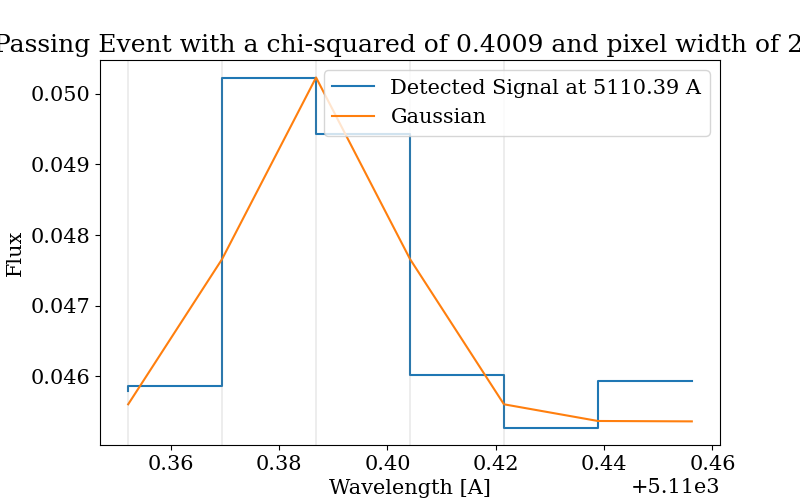 Passing Event with a chi-squared of 0.4009 and pixel width of 2
Detected Signal at 5110.39 A
Gaussian
Flux
0.050
0.049
0.048
0.047
0.046
0.36 0.38 0.40 0.42 0.44 0.46
+5.11e3
Wavelength [A]